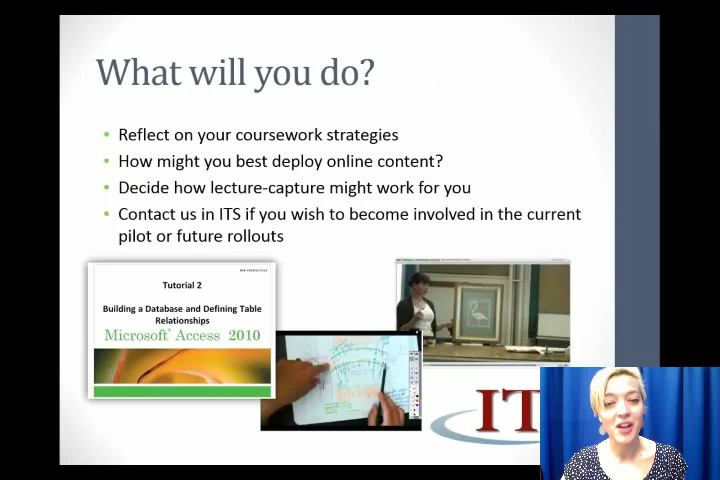 What will you do?
• Reflect on your coursework strategies
• How might you best deploy online content?
• Decide how lecture-capture might work for you
• Contact us in ITS if you wish to become involved in the current
pilot or future rollouts
Tutorial 2
Building a Database and Defining Table
Relationships
Microsoft® Access 2010
IT